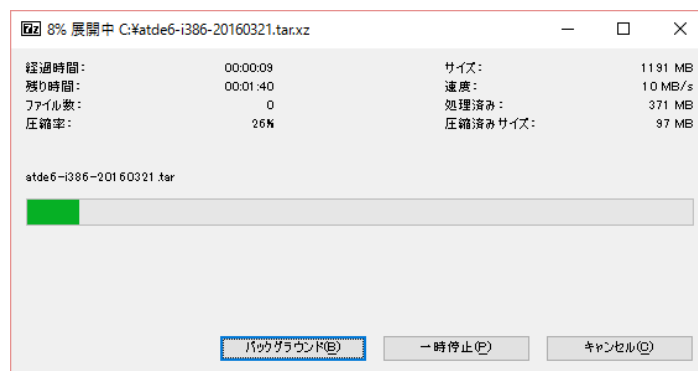 7z 8% 展開中 C:¥atde6-i386-20160321.tar.xz
経過時間: 00:00:09 サイズ: 1191 MB
残り時間: 00:01:40 速度: 10 MB/s
ファイル数: 0 処理済み: 371 MB
圧縮率: 26% 圧縮済みサイズ: 97 MB
atde6-i386-20160321.tar
バックグラウンド(B) 一時停止(P) キャンセル(C)